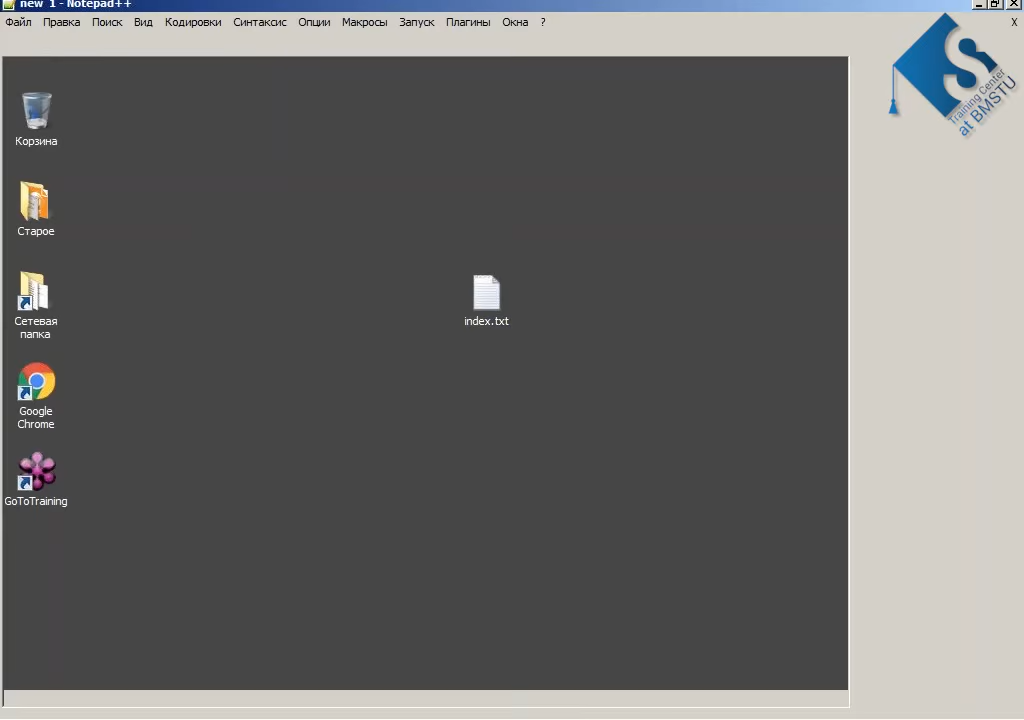 new 1 - Notepad++
Файл Правка Поиск Вид Кодировки Синтаксис Опции Макросы Запуск Плагины Окна ? X
Training Center
at BMSTU
Корзина
Старое
Сетевая
папка
index.txt
Google
Chrome
GoToTraining